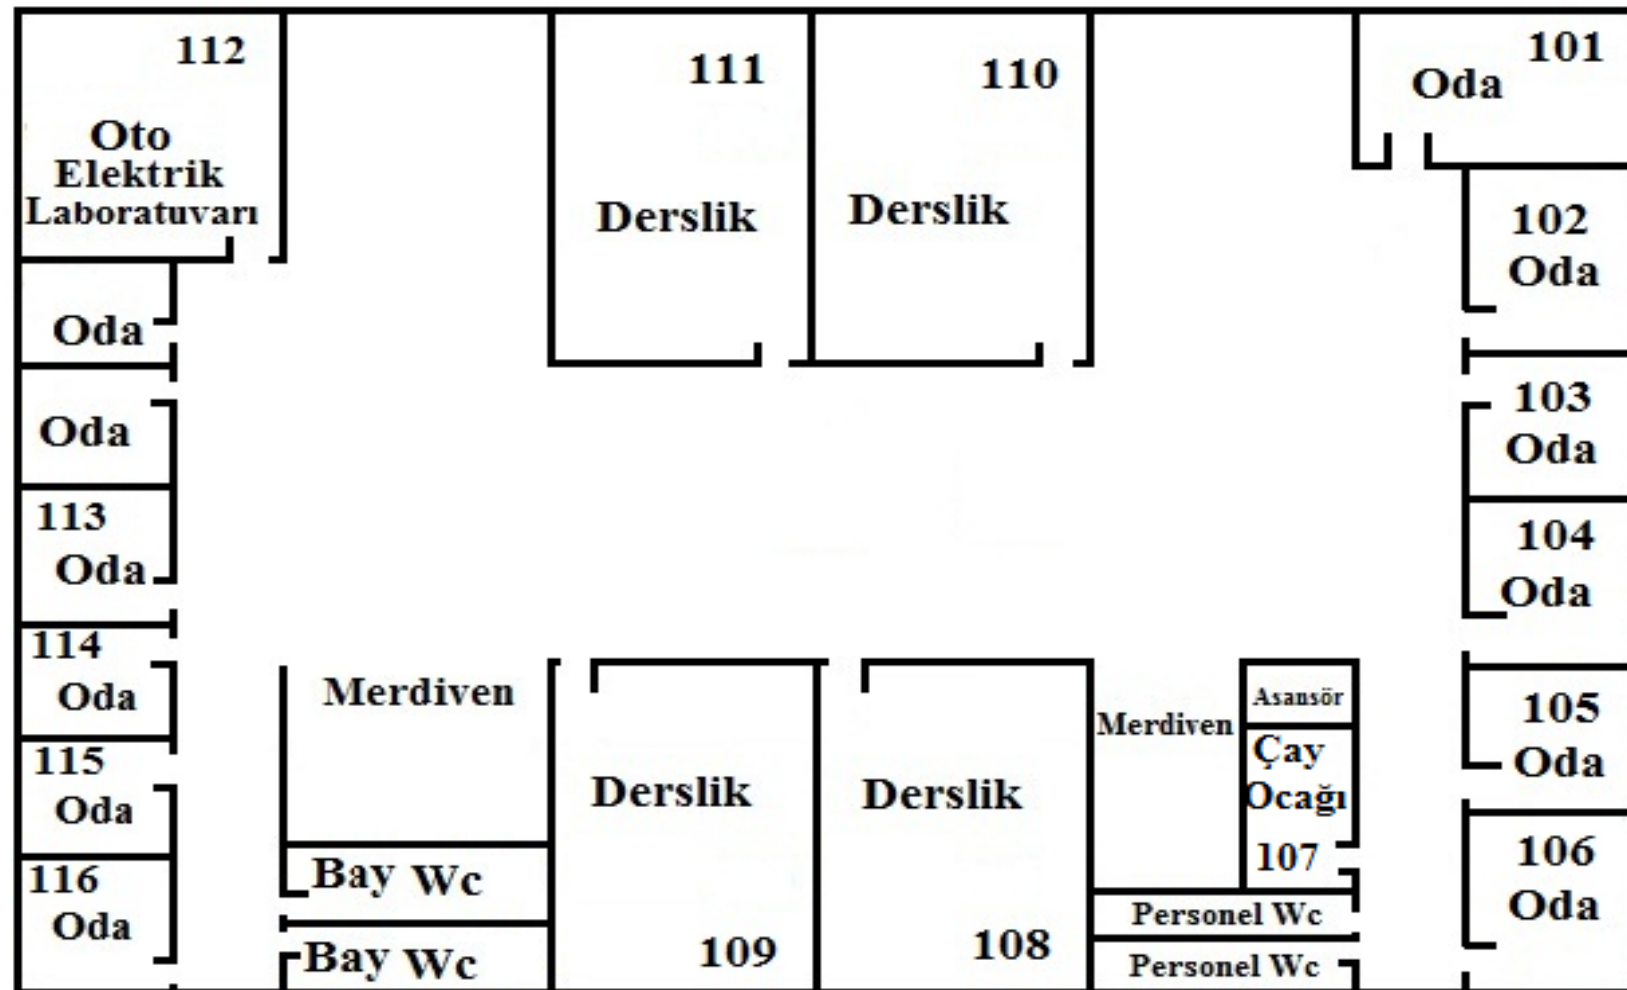 112
Oto
Elektrik
Laboratuvarı
111
Derslik
110
Derslik
101
Oda
102
Oda
Oda
Oda
103
Oda
113
Oda
104
Oda
114
Oda
Merdiven
Merdiven
Asansör
105
Oda
115
Oda
Derslik
109
Derslik
108
Çay
Ocağı
107
116
Oda
Bay Wc
Bay Wc
Personel Wc
Personel Wc
106
Oda